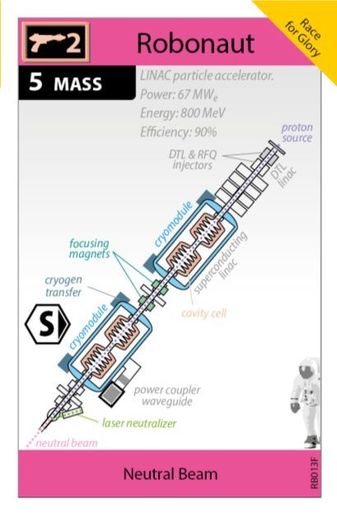 Race
for Glory
2
Robonaut
5 MASS
LINAC particle accelerator.
Power: 67 MWe
Energy: 800 MeV
Efficiency: 90%
proton
source
DTL & RFQ
injectors
DTL
linac
cryomodule
focusing
magnets
superconducting
linac
cryogen
transfer
cavity cell
S
cryomodule
power coupler
waveguide
laser neutralizer
neutral beam
Neutral Beam
RB013F